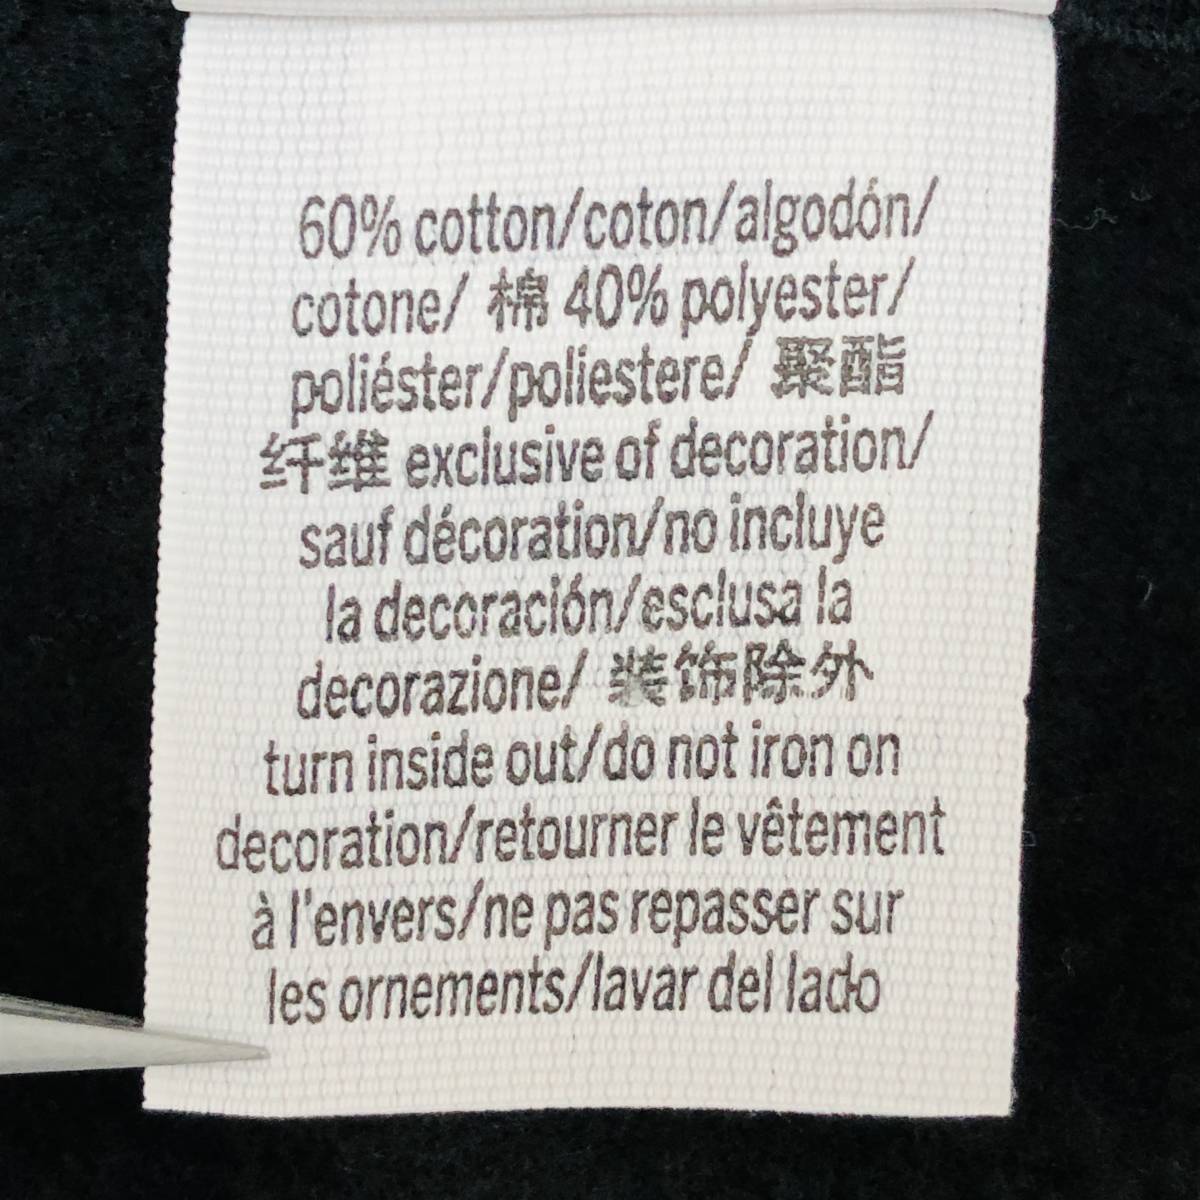 60% cotton/coton/algodón/
cotone/ 棉 40% polyester/
poliéster/poliestere/ 聚酯
纤维 exclusive of decoration/
sauf décoration/no incluye
la decoración/esclusa la
decorazione/ 装饰除外
turn inside out/do not iron on
decoration/retourner le vêtement
à l'envers/ne pas repasser sur
les ornements/lavar del lado